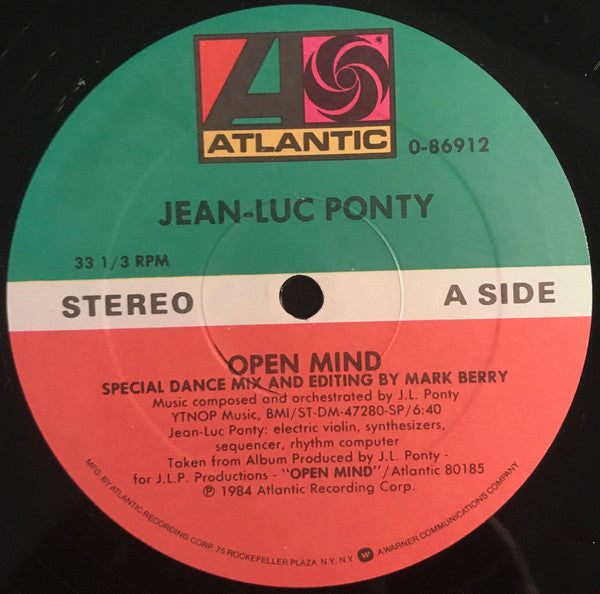 ATLANTIC
®
0-86912
JEAN-LUC PONTY
33 1/3 RPM
STEREO
A SIDE
OPEN MIND
SPECIAL DANCE MIX AND EDITING BY MARK BERRY
Music composed and orchestrated by J.L. Ponty
YTNOP Music, BMI/ST-DM-47280-SP/6:40
Jean-Luc Ponty: electric violin, synthesizers,
sequencer, rhythm computer
Taken from Album Produced by J.L. Ponty
for J.L.P. Productions - "OPEN MIND"/Atlantic 80185
℗ 1984 Atlantic Recording Corp.
MFG. BY ATLANTIC RECORDING CORP. 75 ROCKEFELLER PLAZA, N.Y., N.Y. A WARNER COMMUNICATIONS COMPANY